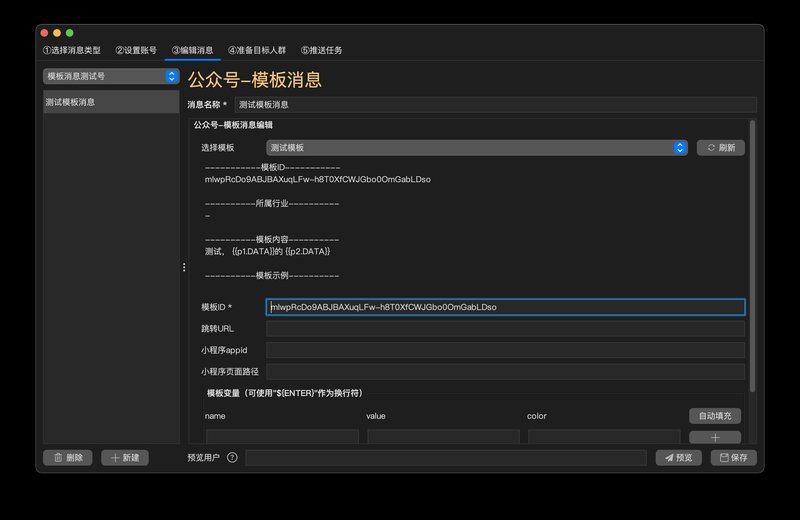 ①选择消息类型 ②设置账号 ③编辑消息 ④准备目标人群 ⑤推送任务
模板消息测试号
测试模板消息
公众号-模板消息
消息名称 * 测试模板消息
公众号-模板消息编辑
选择模板 测试模板 刷新
-----------模板ID-----------
mlwpRcDo9ABJBAXuqLFw-h8T0XfCWJGbo0OmGabLDso
----------所属行业----------
-
----------模板内容----------
测试， {{p1.DATA}}的 {{p2.DATA}}
----------模板示例----------
模板ID * mlwpRcDo9ABJBAXuqLFw-h8T0XfCWJGbo0OmGabLDso
跳转URL
小程序appid
小程序页面路径
模板变量（可使用"${ENTER}"作为换行符）
name value color 自动填充
删除 新建 预览用户 ? 预览 保存